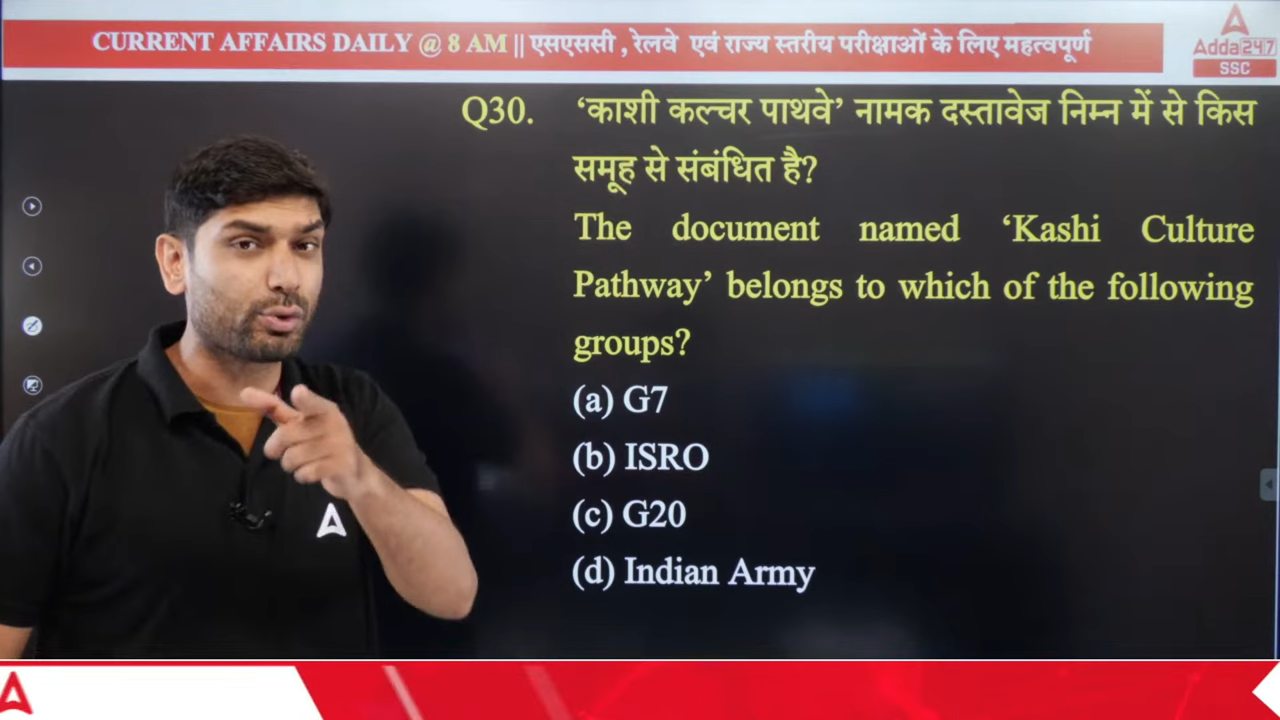 CURRENT AFFAIRS DAILY @ 8 AM || एसएससी , रेलवे एवं राज्य स्तरीय परीक्षाओं के लिए महत्वपूर्ण
Adda247
SSC
Q30. ‘काशी कल्चर पाथवे’ नामक दस्तावेज निम्न में से किस
समूह से संबंधित है?
The document named ‘Kashi Culture
Pathway’ belongs to which of the following
groups?
(a) G7
(b) ISRO
(c) G20
(d) Indian Army